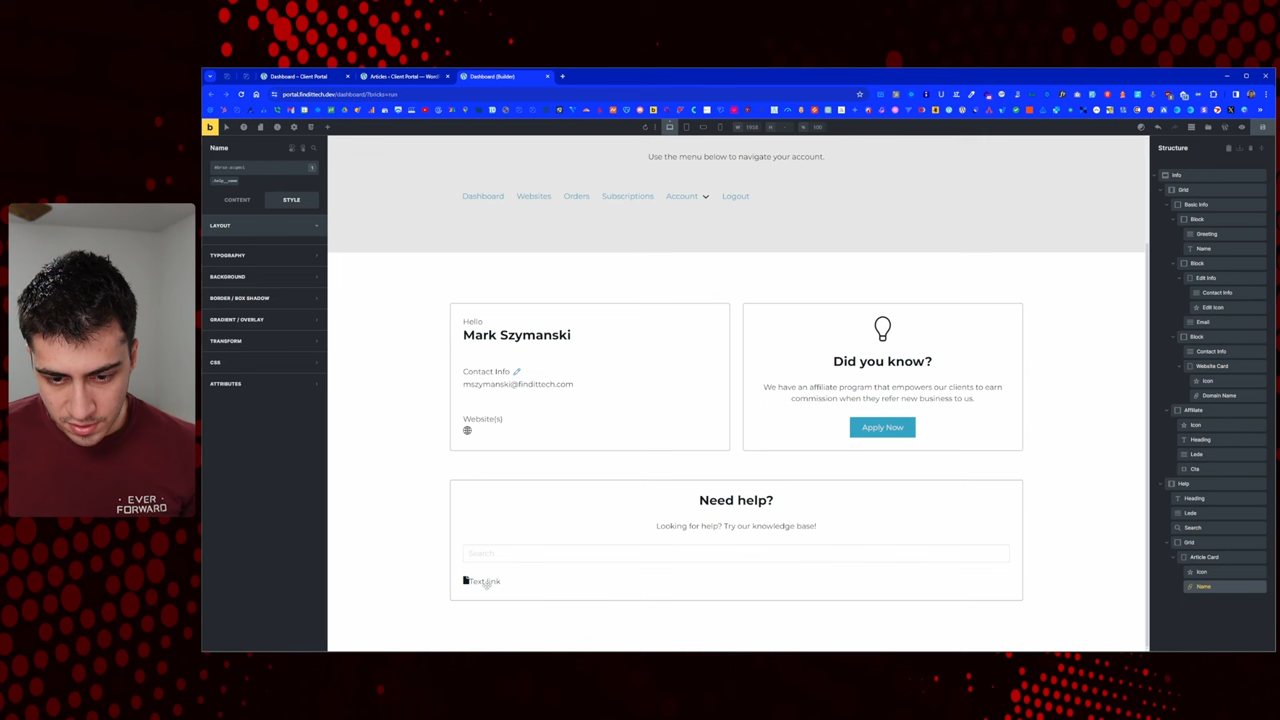 Dashboard – Client Portal
Articles ‹ Client Portal — Word
Dashboard (Builder)
portal.findittech.dev/dashboard/?bricks=run
b
W 1958 H - % 100
Name
Structure
.help__name
CONTENT STYLE
LAYOUT
TYPOGRAPHY
BACKGROUND
BORDER / BOX SHADOW
GRADIENT / OVERLAY
TRANSFORM
CSS
ATTRIBUTES
Use the menu below to navigate your account.
Dashboard Websites Orders Subscriptions Account Logout
Hello
Mark Szymanski
Contact Info
mszymanski@findittech.com
Website(s)
Did you know?
We have an affiliate program that empowers our clients to earn
commission when they refer new business to us.
Apply Now
Need help?
Looking for help? Try our knowledge base!
Search
Text link
Info
Grid
Basic Info
Block
Greeting
Name
Block
Edit Info
Contact Info
Edit Icon
Email
Block
Contact Info
Website Card
Icon
Domain Name
Affiliate
Icon
Heading
Lede
Cta
Help
Heading
Lede
Search
Grid
Article Card
Icon
Name
· EVER ·
FORWARD